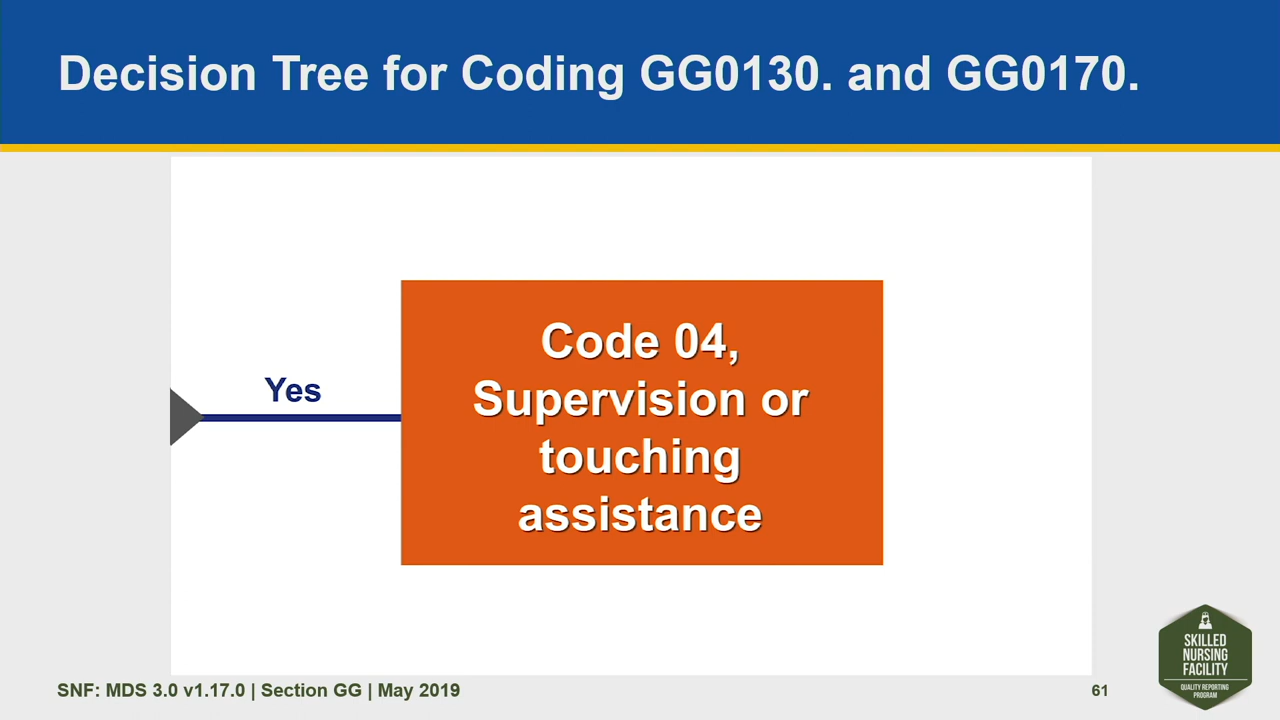 Decision Tree for Coding GG0130. and GG0170.
Yes
Code 04,
Supervision or
touching
assistance
SNF: MDS 3.0 v1.17.0 | Section GG | May 2019
61
SKILLED
NURSING
FACILITY
QUALITY REPORTING
PROGRAM